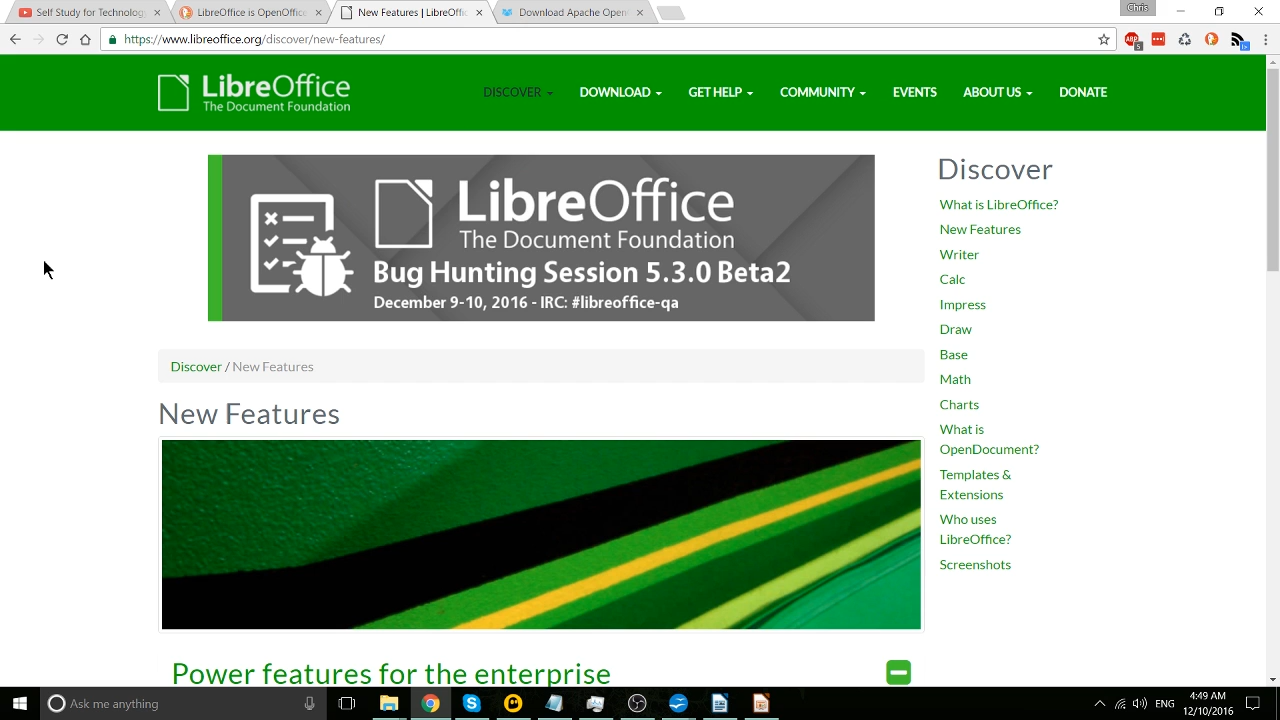 Self Study for Technology
LibreOffice is OpenOffice
New Features | LibreOffic
Download Apache Open
Chris
https://www.libreoffice.org/discover/new-features/
ABP
5
LibreOffice
The Document Foundation
DISCOVER
DOWNLOAD
GET HELP
COMMUNITY
EVENTS
ABOUT US
DONATE
LibreOffice
The Document Foundation
Bug Hunting Session 5.3.0 Beta2
December 9-10, 2016 - IRC: #libreoffice-qa
Discover / New Features
New Features
Power features for the enterprise
Discover
What is LibreOffice?
New Features
Writer
Calc
Impress
Draw
Base
Math
Charts
What is
OpenDocument?
Templates &
Extensions
Who uses
LibreOffice?
Screenshots
Ask me anything
ENG
4:49 AM
12/10/2016